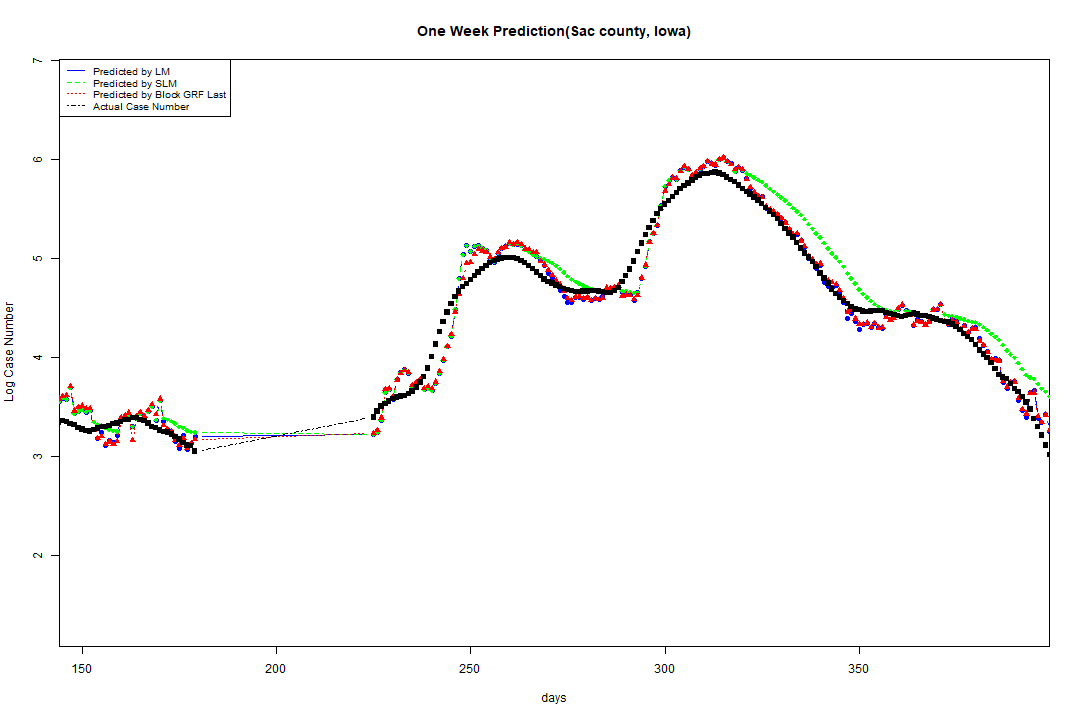 One Week Prediction(Sac county, Iowa)
Predicted by LM
Predicted by SLM
Predicted by Block GRF Last
Actual Case Number
7
6
5
4
3
2
Log Case Number
150 200 250 300 350
days